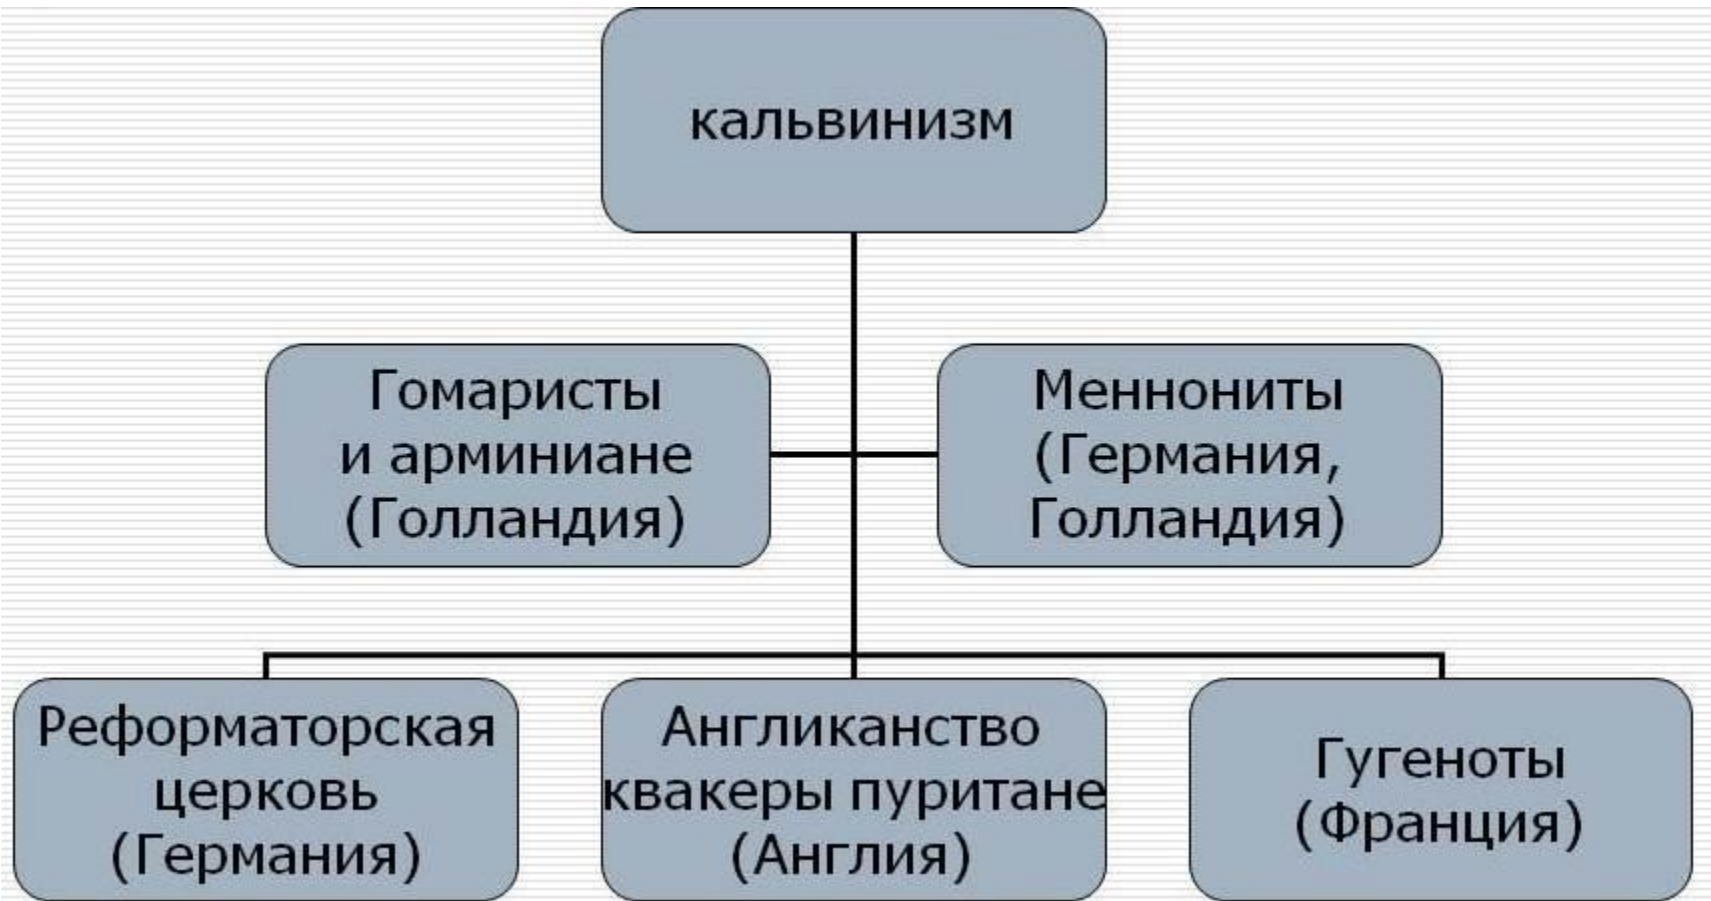 кальвинизм
Гомаристы
и арминиане
(Голландия)
Меннониты
(Германия,
Голландия)
Реформаторская
церковь
(Германия)
Англиканство
квакеры пуритане
(Англия)
Гугеноты
(Франция)